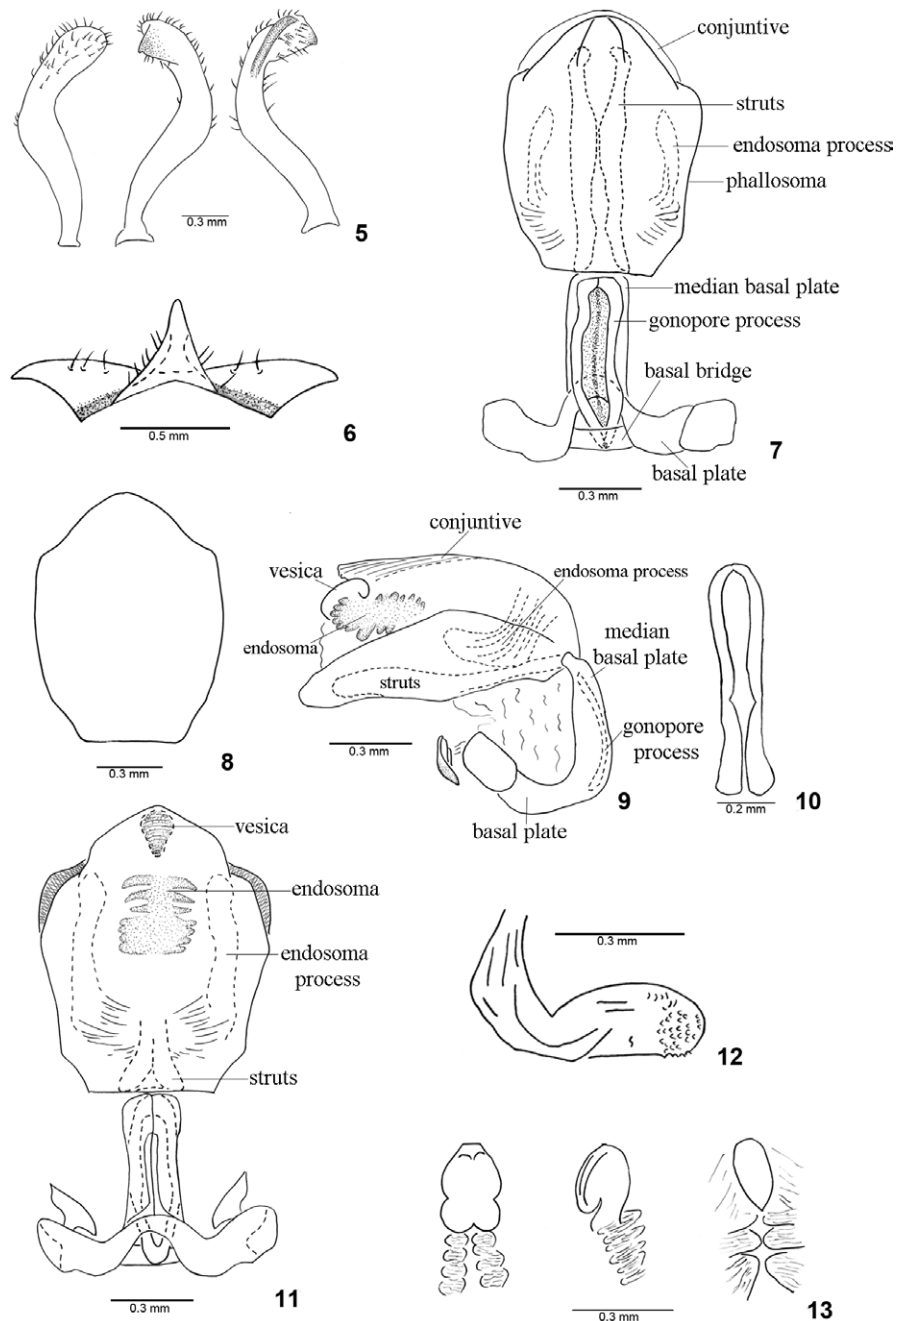 0.3 mm
5
conjuntive
struts
endosoma process
phallosoma
median basal plate
gonopore process
basal bridge
basal plate
0.3 mm
7
0.5 mm
6
0.3 mm
8
conjuntive
vesica
endosoma process
endosoma
median
basal plate
struts
gonopore
process
0.3 mm
basal plate
9
0.2 mm
10
vesica
endosoma
endosoma
process
struts
0.3 mm
11
0.3 mm
12
0.3 mm
13